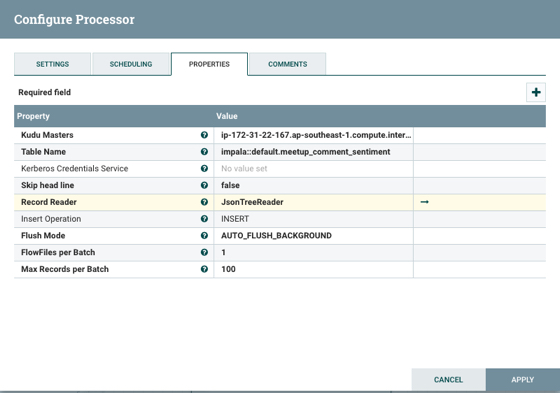 Configure Processor
SETTINGS SCHEDULING PROPERTIES COMMENTS
Required field
Property Value
Kudu Masters ip-172-31-22-167.ap-southeast-1.compute.inter...
Table Name impala::default.meetup_comment_sentiment
Kerberos Credentials Service No value set
Skip head line false
Record Reader JsonTreeReader
Insert Operation INSERT
Flush Mode AUTO_FLUSH_BACKGROUND
FlowFiles per Batch 1
Max Records per Batch 100
CANCEL APPLY